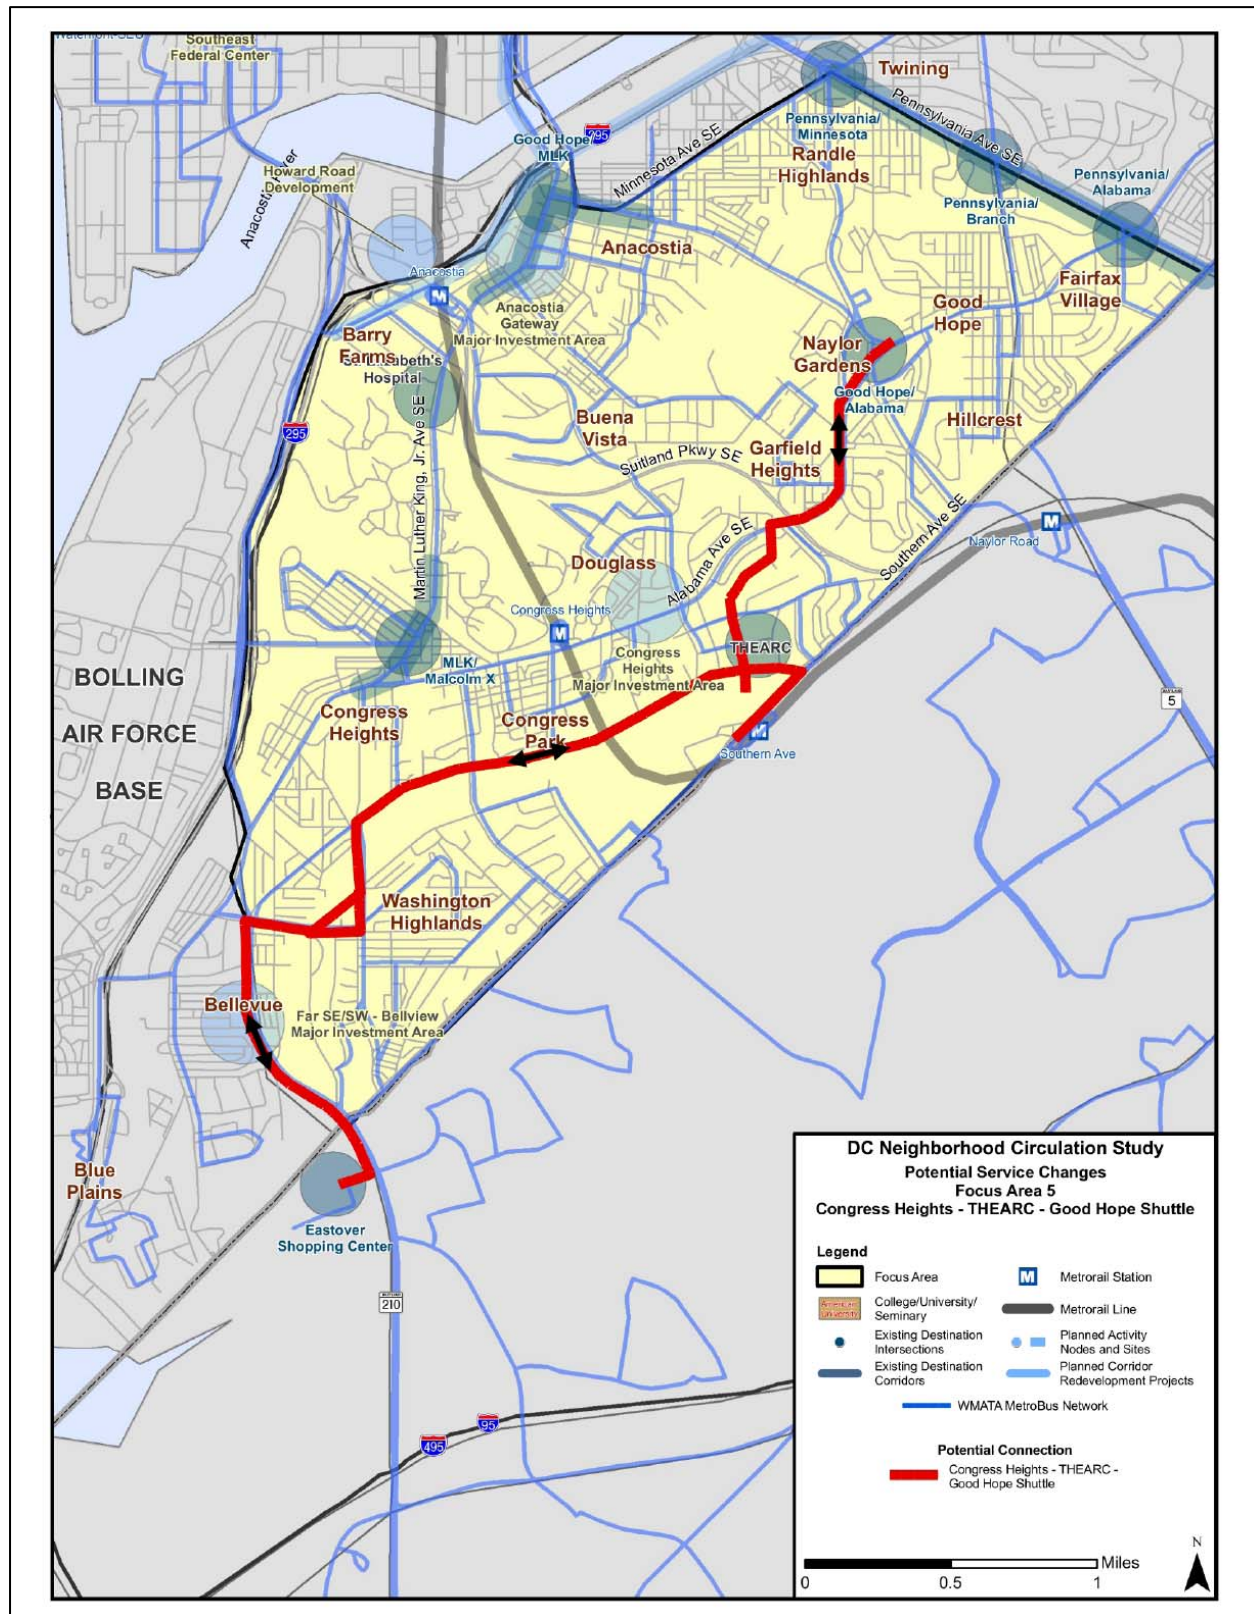 Waterfront-SEU
Southeast
Federal Center
Twining
Pennsylvania Ave SE
Good Hope/
MLK
295
Pennsylvania/
Minnesota
Minnesota Ave SE
Randle
Highlands
Howard Road
Development
Anacostia River
Pennsylvania/
Alabama
Pennsylvania/
Branch
Anacostia
Anacostia
M
Fairfax
Village
Good
Hope
Anacostia
Gateway
Major Investment Area
Barry
Farms
St. Elizabeth's
Hospital
Naylor
Gardens
Good Hope/
Alabama
Hillcrest
Buena
Vista
295
Martin Luther King, Jr. Ave SE
Suitland Pkwy SE
Garfield
Heights
Southern Ave SE
M
Naylor Road
Alabama Ave SE
Douglass
Congress Heights
M
THEARC
MLK/
Malcolm X
Congress
Heights
Major Investment Area
BOLLING
AIR FORCE
BASE
5
Congress
Heights
Congress
Park
M
Southern Ave
Washington
Highlands
Bellevue
Far SE/SW - Bellview
Major Investment Area
Blue
Plains
Eastover
Shopping Center
210
95
495
DC Neighborhood Circulation Study
Potential Service Changes
Focus Area 5
Congress Heights - THEARC - Good Hope Shuttle
Legend
Focus Area
M
Metrorail Station
American
University
College/University/
Seminary
Metrorail Line
Existing Destination
Intersections
Planned Activity
Nodes and Sites
Existing Destination
Corridors
Planned Corridor
Redevelopment Projects
WMATA MetroBus Network
Potential Connection
Congress Heights - THEARC -
Good Hope Shuttle
N
Miles
0 0.5 1